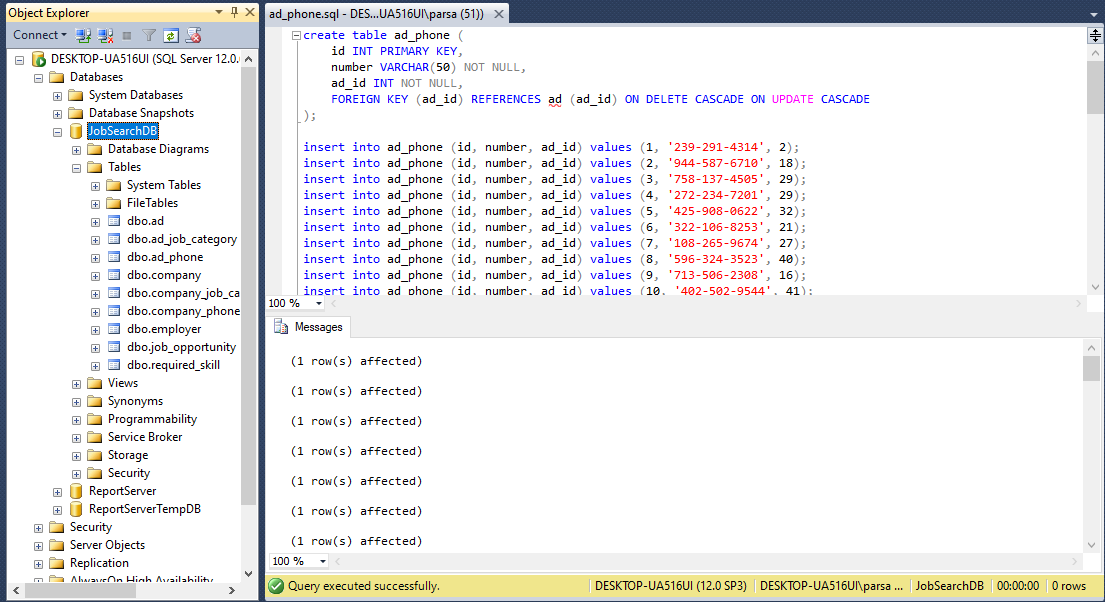 Object Explorer
Connect
DESKTOP-UA516UI (SQL Server 12.0.
Databases
System Databases
Database Snapshots
JobSearchDB
Database Diagrams
Tables
System Tables
FileTables
dbo.ad
dbo.ad_job_category
dbo.ad_phone
dbo.company
dbo.company_job_ca
dbo.company_phone
dbo.employer
dbo.job_opportunity
dbo.required_skill
Views
Synonyms
Programmability
Service Broker
Storage
Security
ReportServer
ReportServerTempDB
Security
Server Objects
Replication
AlwaysOn High Availability
ad_phone.sql - DES...UA516UI\parsa (51))
create table ad_phone (
id INT PRIMARY KEY,
number VARCHAR(50) NOT NULL,
ad_id INT NOT NULL,
FOREIGN KEY (ad_id) REFERENCES ad (ad_id) ON DELETE CASCADE ON UPDATE CASCADE
);
insert into ad_phone (id, number, ad_id) values (1, '239-291-4314', 2);
insert into ad_phone (id, number, ad_id) values (2, '944-587-6710', 18);
insert into ad_phone (id, number, ad_id) values (3, '758-137-4505', 29);
insert into ad_phone (id, number, ad_id) values (4, '272-234-7201', 29);
insert into ad_phone (id, number, ad_id) values (5, '425-908-0622', 32);
insert into ad_phone (id, number, ad_id) values (6, '322-106-8253', 21);
insert into ad_phone (id, number, ad_id) values (7, '108-265-9674', 27);
insert into ad_phone (id, number, ad_id) values (8, '596-324-3523', 40);
insert into ad_phone (id, number, ad_id) values (9, '713-506-2308', 16);
insert into ad_phone (id, number, ad_id) values (10, '402-502-9544', 41);
100 %
Messages
(1 row(s) affected)
(1 row(s) affected)
(1 row(s) affected)
(1 row(s) affected)
(1 row(s) affected)
(1 row(s) affected)
(1 row(s) affected)
100 %
Query executed successfully.
DESKTOP-UA516UI (12.0 SP3)
DESKTOP-UA516UI\parsa ...
JobSearchDB
00:00:00
0 rows